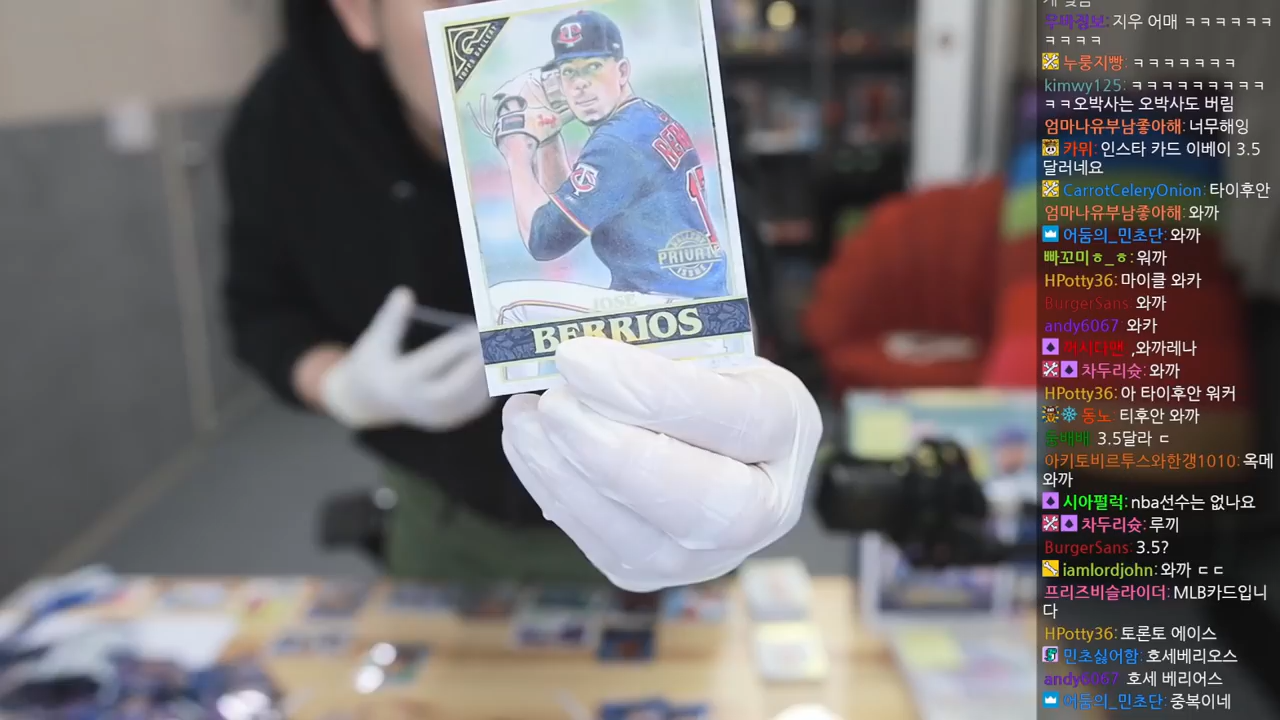 TOPPS GALLERY
BERR
PRIVATE
ISSUE
JOSE
BERRIOS
지우 어매 ㅋㅋㅋㅋㅋㅋ
ㅋㅋㅋㅋ
누룽지빵: ㅋㅋㅋㅋㅋㅋㅋ
kimwy125: ㅋㅋㅋㅋㅋㅋㅋㅋㅋ
ㅋㅋ오박사는 오박사도 버림
엄마나유부남좋아해: 너무해잉
카뮈: 인스타 카드 이베이 3.5
달러네요
CarrotCeleryOnion: 타이후안
엄마나유부남좋아해: 와까
어둠의_민초단: 와까
빠꼬미ㅎ_ㅎ: 워까
HPotty36: 마이클 와카
BurgerSans: 와까
andy6067: 와카
,와까레나
차두리슛: 와까
HPotty36: 아 타이후안 워커
동노: 티후안 와까
3.5달라 ㄷ
아키토비르투스와한갱1010: 옥메
와까
시아펄럭: nba선수는 없나요
차두리슛: 루끼
BurgerSans: 3.5?
iamlordjohn: 와까 ㄷㄷ
프리즈비슬라이더: MLB카드입니
다
HPotty36: 토론토 에이스
민초싫어함: 호세베리오스
andy6067: 호세 베리어스
어둠의_민초단: 중복이네